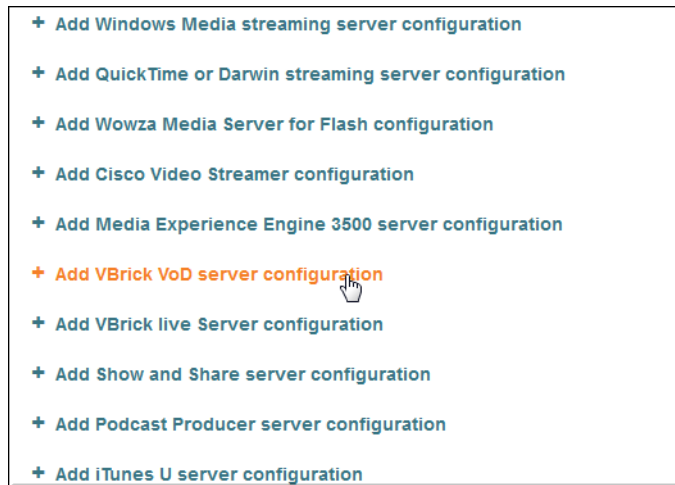 + Add Windows Media streaming server configuration
+ Add QuickTime or Darwin streaming server configuration
+ Add Wowza Media Server for Flash configuration
+ Add Cisco Video Streamer configuration
+ Add Media Experience Engine 3500 server configuration
+ Add VBrick VoD server configuration
+ Add VBrick live Server configuration
+ Add Show and Share server configuration
+ Add Podcast Producer server configuration
+ Add iTunes U server configuration